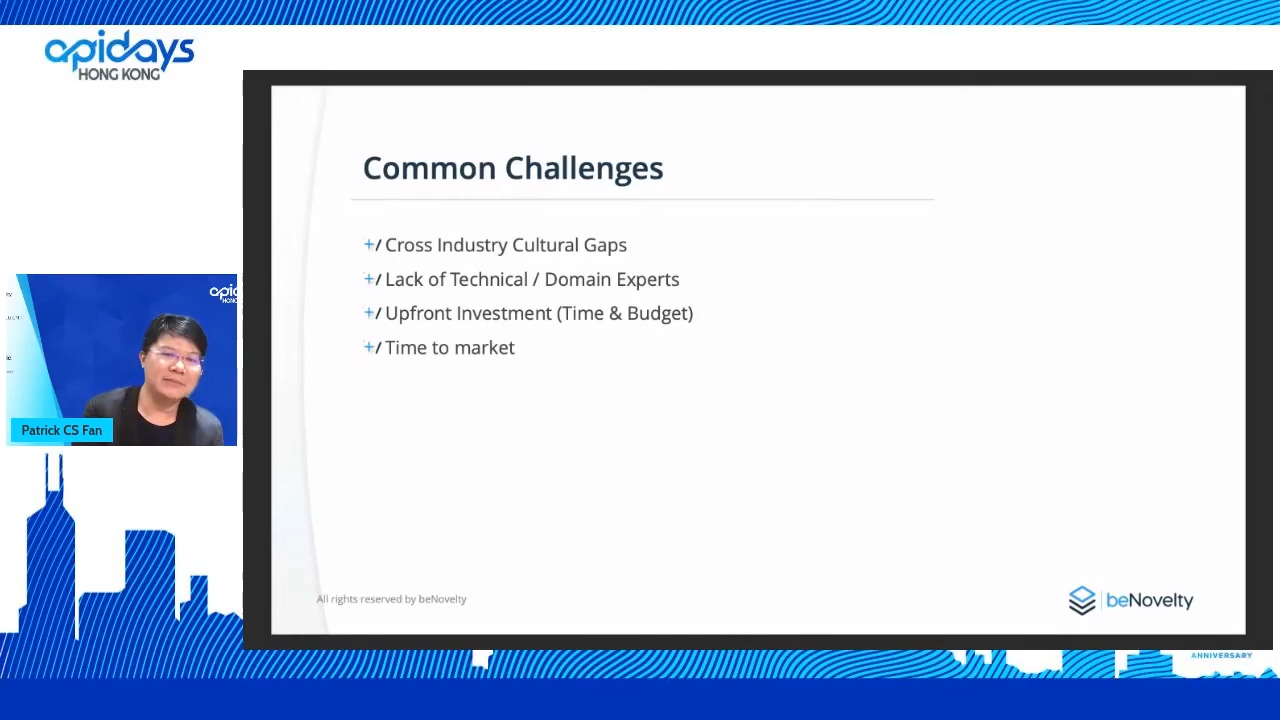 apidays
HONG KONG
Common Challenges
+/ Cross Industry Cultural Gaps
+/ Lack of Technical / Domain Experts
+/ Upfront Investment (Time & Budget)
+/ Time to market
Patrick CS Fan
All rights reserved by beNovelty
beNovelty
ANNIVERSARY